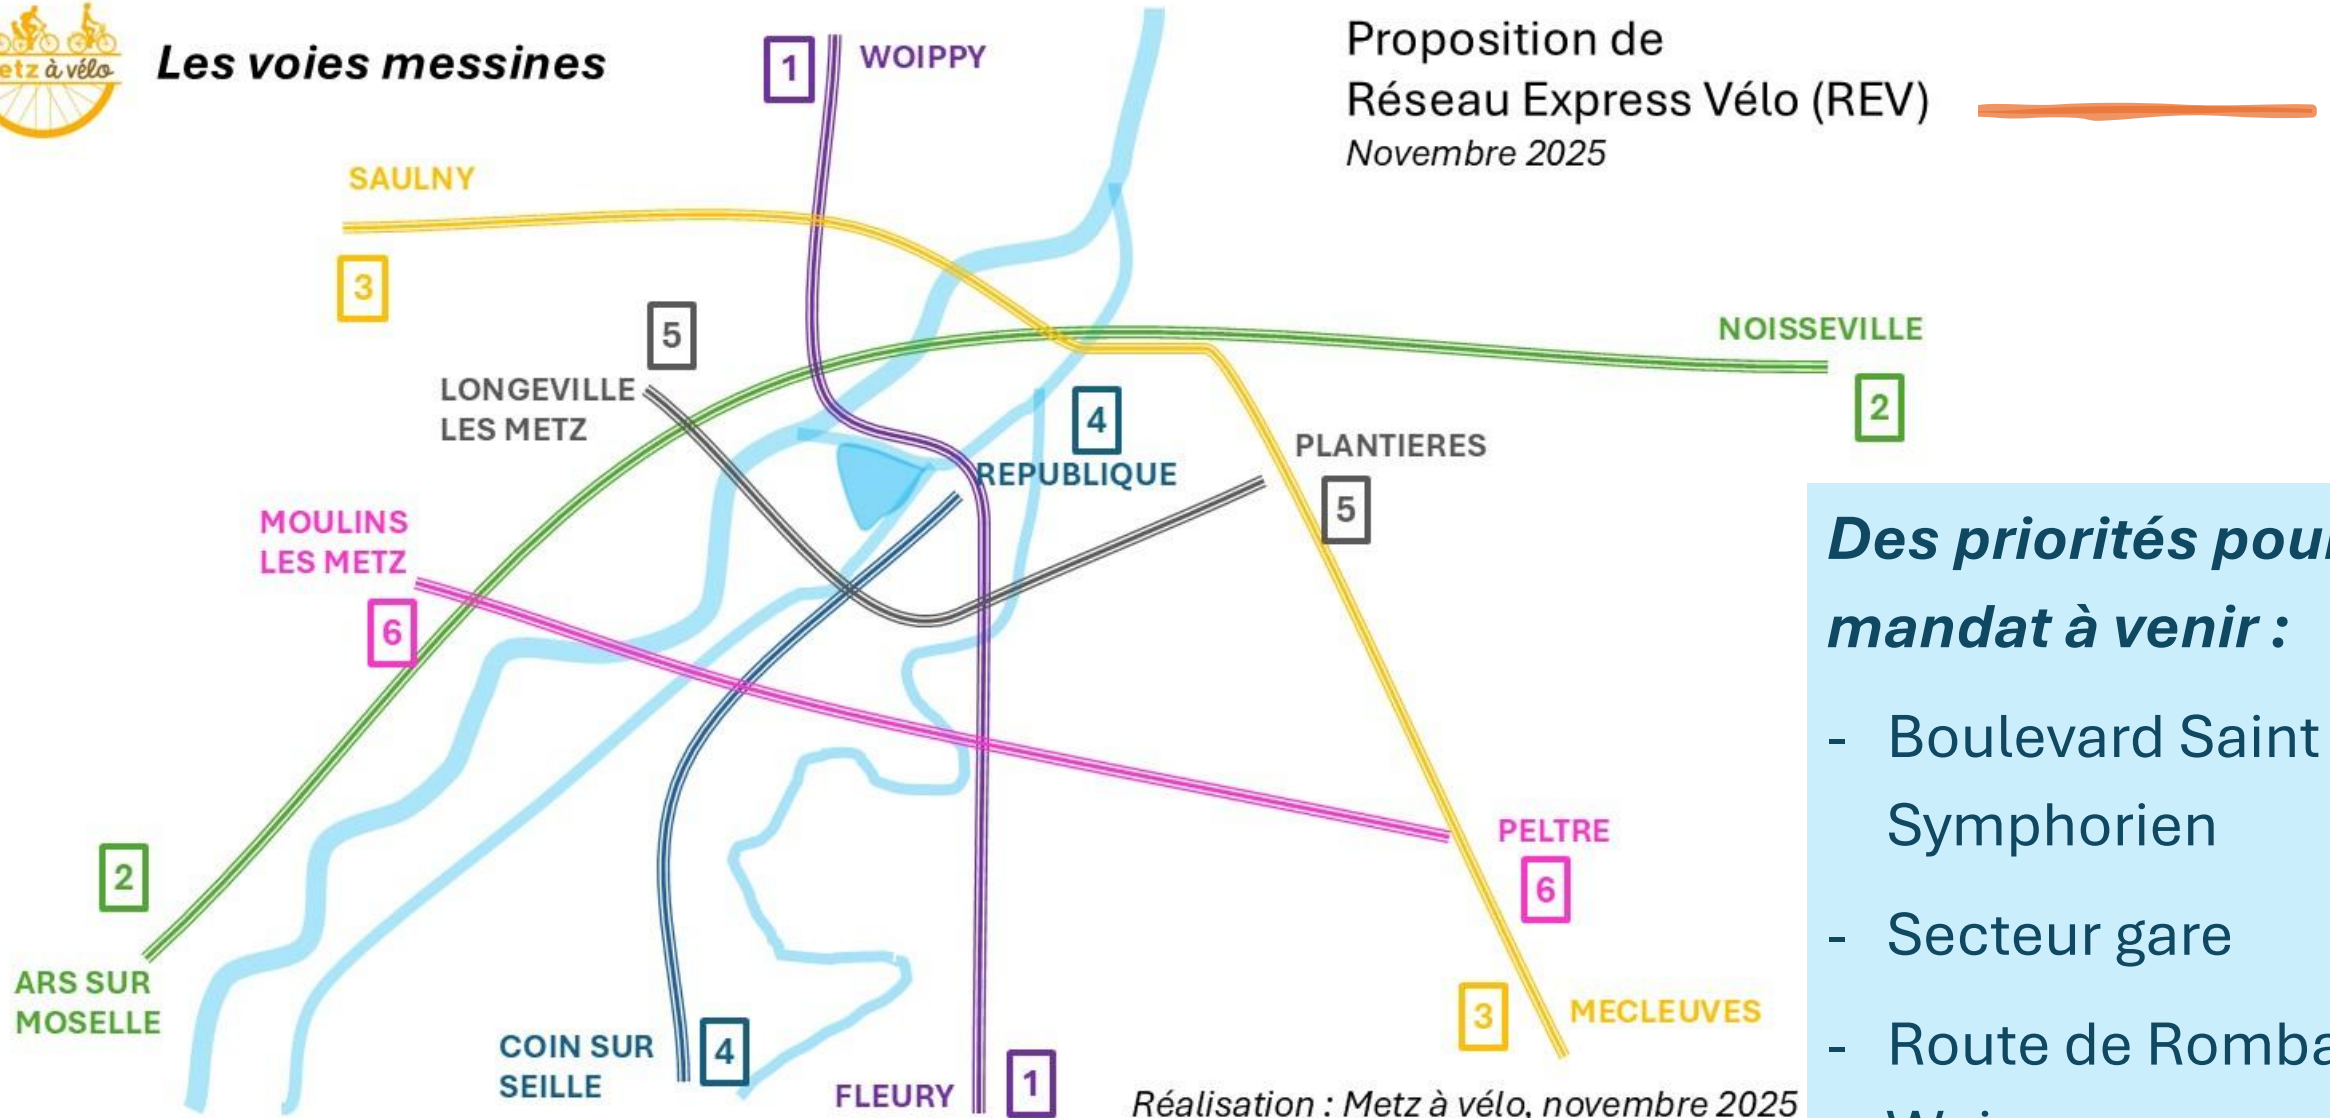 etz à vélo
Les voies messines
1
WOIPPY
Proposition de
Réseau Express Vélo (REV)
Novembre 2025
SAULNY
3
5
LONGEVILLE
LES METZ
NOISSEVILLE
2
4
REPUBLIQUE
PLANTIERES
5
MOULINS
LES METZ
6
Des priorités pour
mandat à venir :
- Boulevard Saint
Symphorien
- Secteur gare
- Route de Romba
PELTRE
6
2
ARS SUR
MOSELLE
3
MECLEUVES
COIN SUR
SEILLE
4
FLEURY
1
Réalisation : Metz à vélo, novembre 2025